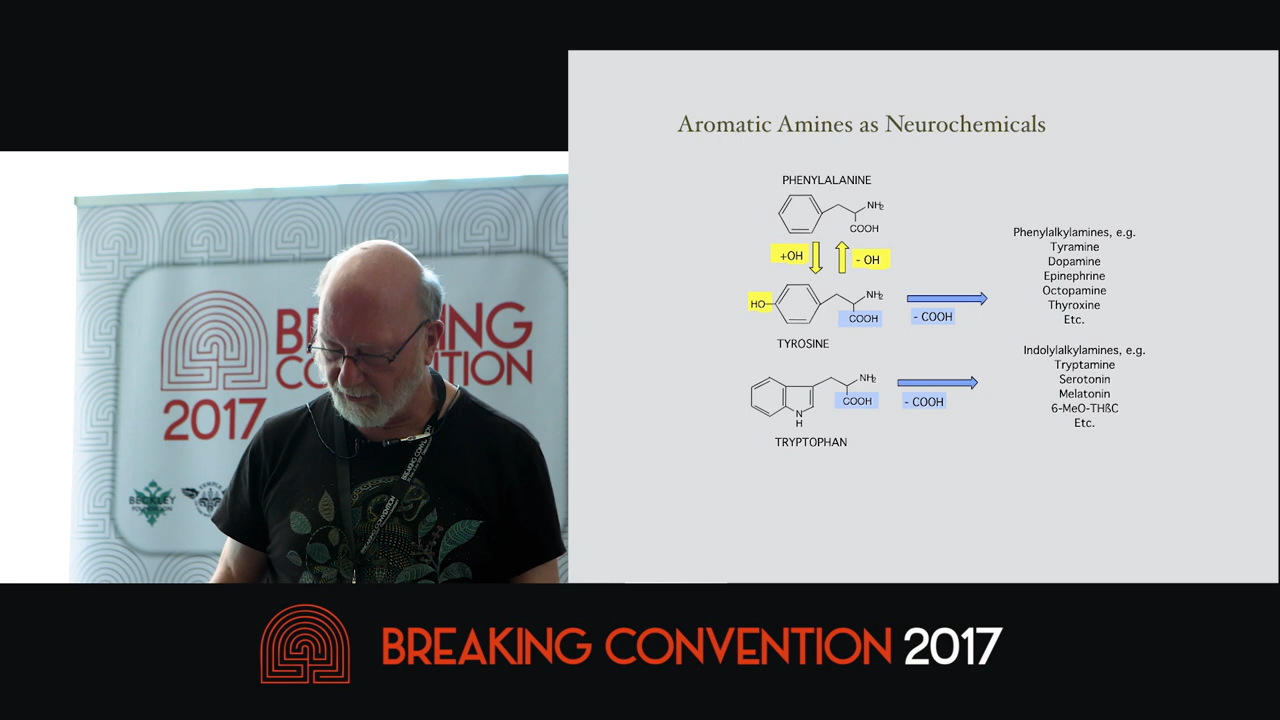 Aromatic Amines as Neurochemicals
PHENYLALANINE
NH₂
COOH
+OH
- OH
HO
NH₂
COOH
- COOH
TYROSINE
Phenylalkylamines, e.g.
Tyramine
Dopamine
Epinephrine
Octopamine
Thyroxine
Etc.
NH₂
COOH
- COOH
N
H
TRYPTOPHAN
Indolylalkylamines, e.g.
Tryptamine
Serotonin
Melatonin
6-MeO-THßC
Etc.
2017
BECKLEY
BREAKING CONVENTION
BREAKING CONVENTION 2017